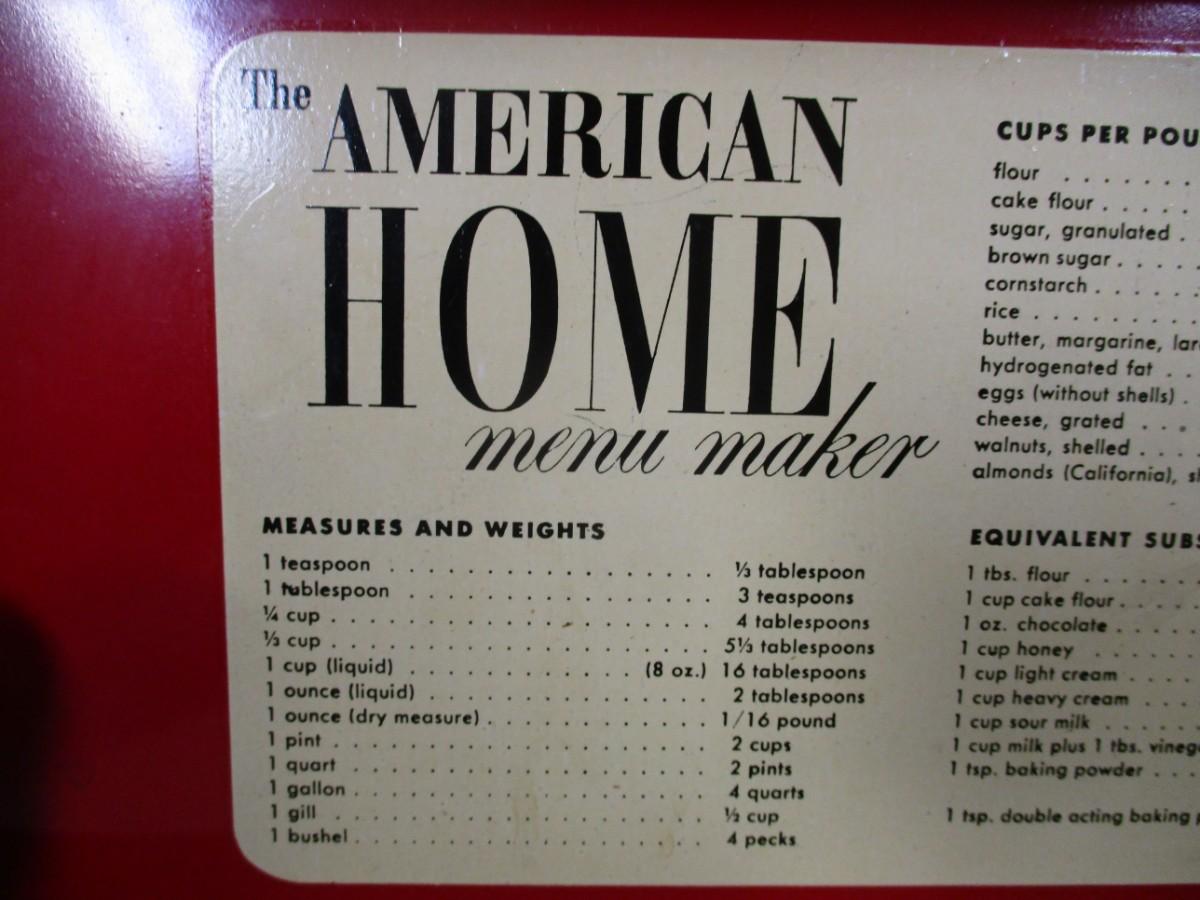 The AMERICAN
HOME
menu maker
MEASURES AND WEIGHTS
1 teaspoon . . . . . . . . . . . . . . . . . . ⅓ tablespoon
1 tablespoon . . . . . . . . . . . . . . . . . 3 teaspoons
¼ cup . . . . . . . . . . . . . . . . . . . . . 4 tablespoons
⅓ cup . . . . . . . . . . . . . . . . . . . . . 5⅓ tablespoons
1 cup (liquid) . . . . . . . . . . . . (8 oz.) 16 tablespoons
1 ounce (liquid) . . . . . . . . . . . . . . . 2 tablespoons
1 ounce (dry measure) . . . . . . . . . . . . 1/16 pound
1 pint . . . . . . . . . . . . . . . . . . . . 2 cups
1 quart . . . . . . . . . . . . . . . . . . . 2 pints
1 gallon . . . . . . . . . . . . . . . . . . . 4 quarts
1 gill . . . . . . . . . . . . . . . . . . . . ½ cup
1 bushel . . . . . . . . . . . . . . . . . . . 4 pecks
CUPS PER
flour . . . . . . .
cake flour . . . . .
sugar, granulated .
brown sugar . . . . .
cornstarch . . . . . .
rice . . . . . . . . .
butter, margarine,
hydrogenated fat . .
eggs (without shells) .
cheese, grated . . .
walnuts, shelled . . . .
almonds (California),
EQUIVALENT
1 tbs. flour . . . . . . .
1 cup cake flour . . . . .
1 oz. chocolate . . . . .
1 cup honey . . . . . .
1 cup light cream . . . .
1 cup heavy cream . . .
1 cup sour milk . . . . .
1 cup milk plus 1 tbs.
1 tsp. baking powder . . .
1 tsp. double acting baking